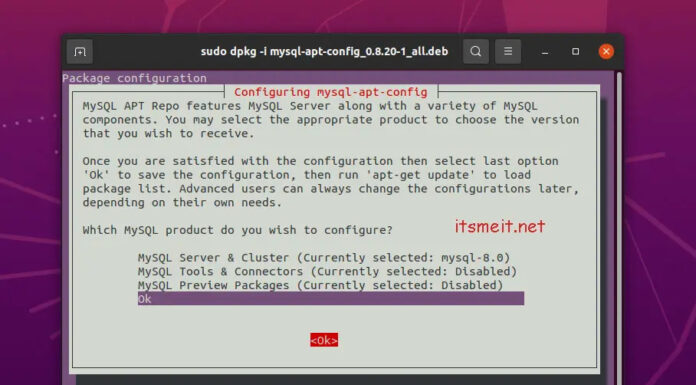 sudo dpkg -i mysql-apt-config_0.8.20-1_all.deb
Package configuration
Configuring mysql-apt-config
MySQL APT Repo features MySQL Server along with a variety of MySQL
components. You may select the appropriate product to choose the version
that you wish to receive.
Once you are satisfied with the configuration then select last option
'Ok' to save the configuration, then run 'apt-get update' to load
package list. Advanced users can always change the configurations later,
depending on their own needs.
Which MySQL product do you wish to configure?
itsmeit.net
MySQL Server & Cluster (Currently selected: mysql-8.0)
MySQL Tools & Connectors (Currently selected: Disabled)
MySQL Preview Packages (Currently selected: Disabled)
Ok
<Ok>